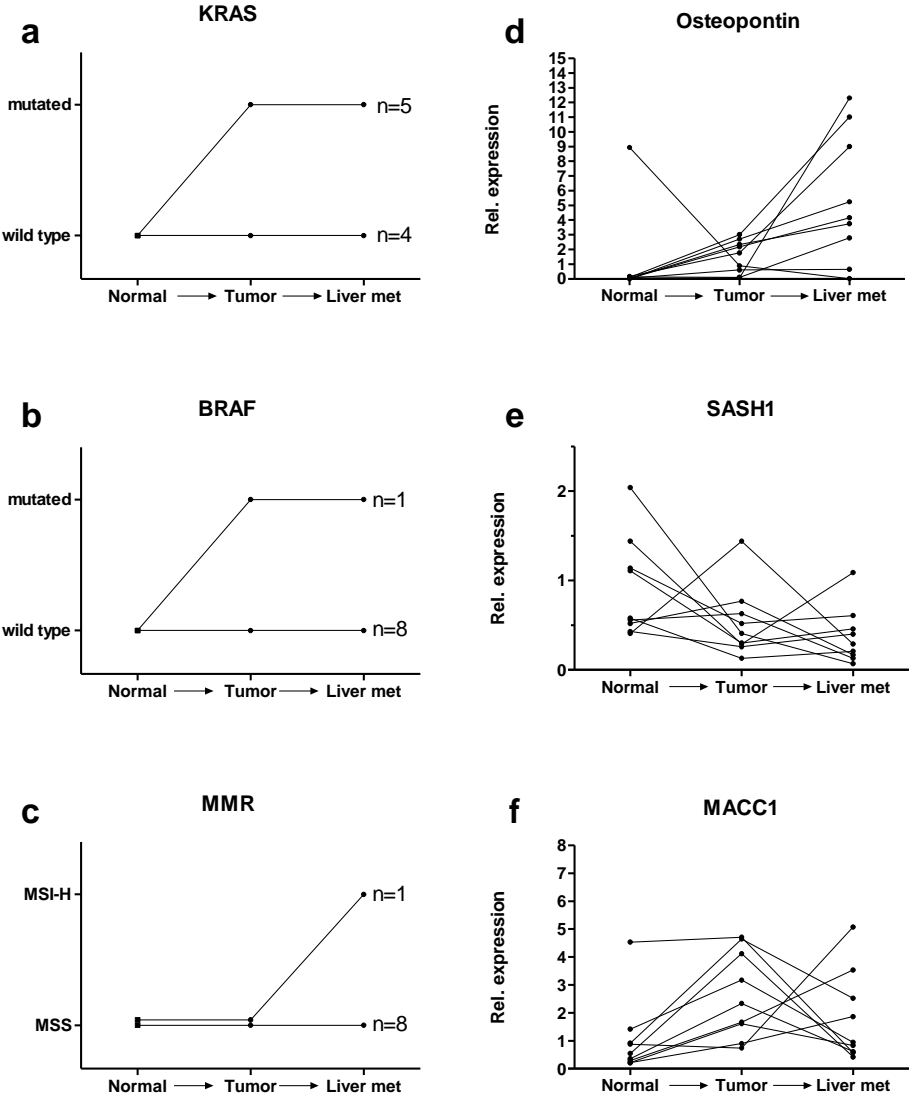 a
KRAS
mutated
n=5
wild type
n=4
Normal → Tumor → Liver met
b
BRAF
mutated
n=1
wild type
n=8
Normal → Tumor → Liver met
c
MMR
MSI-H
n=1
MSS
n=8
Normal → Tumor → Liver met
d
Osteopontin
Rel. expression
15
14
13
12
11
10
9
8
7
6
5
4
3
2
1
0
Normal → Tumor → Liver met
e
SASH1
Rel. expression
2
1
0
Normal → Tumor → Liver met
f
MACC1
Rel. expression
8
7
6
5
4
3
2
1
0
Normal → Tumor → Liver met